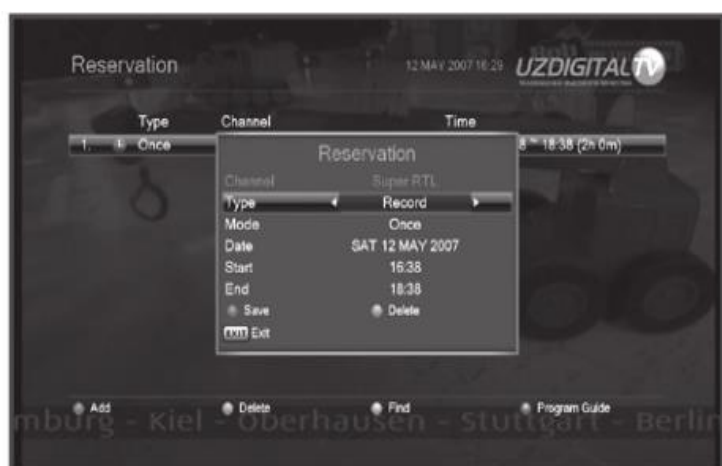 Reservation
12 MAY 2007 16:29
UZDIGITAL TV
Type Channel Time
1. Once 8 ~ 18:38 (2h 0m)
Reservation
Channel Super RTL
Type Record
Mode Once
Date SAT 12 MAY 2007
Start 16:38
End 18:38
Save Delete
EXIT Exit
Add Delete Find Program Guide
mburg - Kiel - Oberhausen - Stuttgart - Berlin